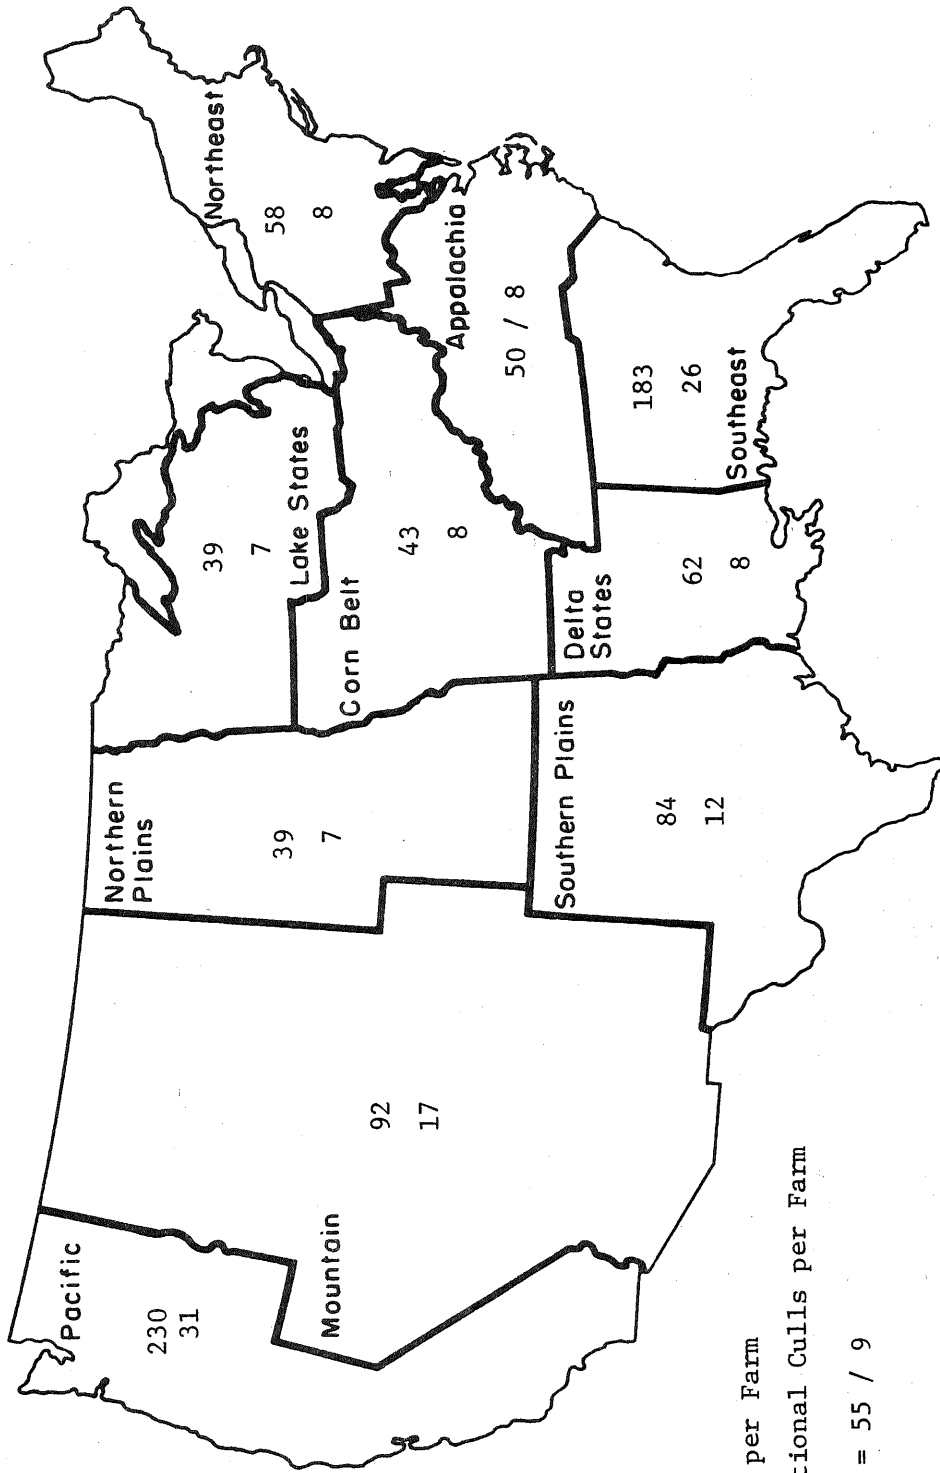 Pacific
230
31
Mountain
92
17
Northern
Plains
39
7
Southern Plains
84
12
Lake States
39
7
Corn Belt
43
8
Delta
States
62
8
Northeast
58
8
Appalachia
50 / 8
183
26
Southeast
per Farm
Culls per Farm
= 55 / 9